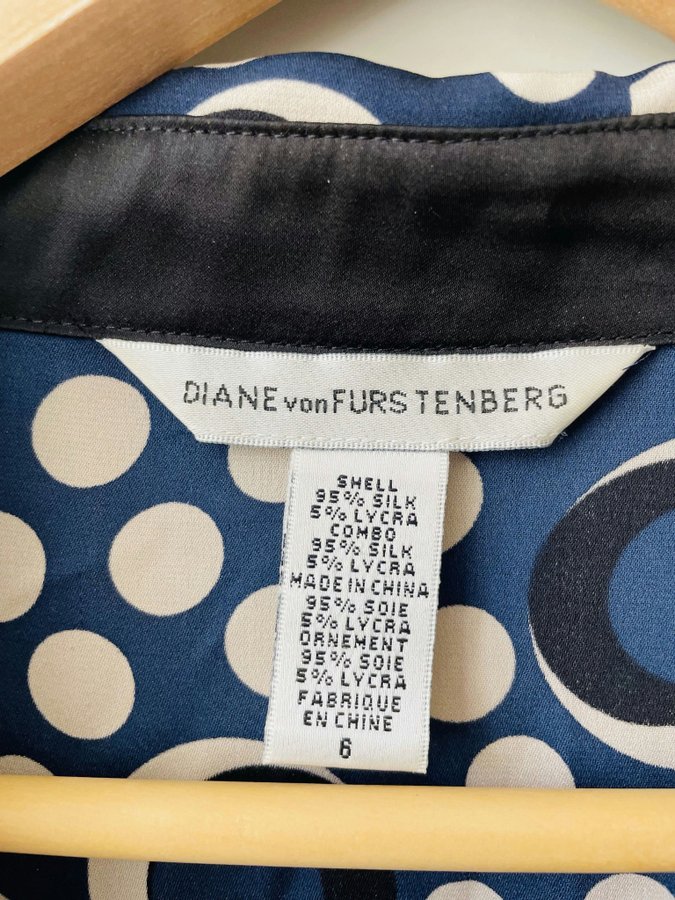 DIANE von FURSTENBERG
SHELL
95% SILK
5% LYCRA
COMBO
95% SILK
5% LYCRA
MADE IN CHINA
95% SOIE
5% LYCRA
ORNEMENT
95% SOIE
5% LYCRA
FABRIQUE
EN CHINE
6